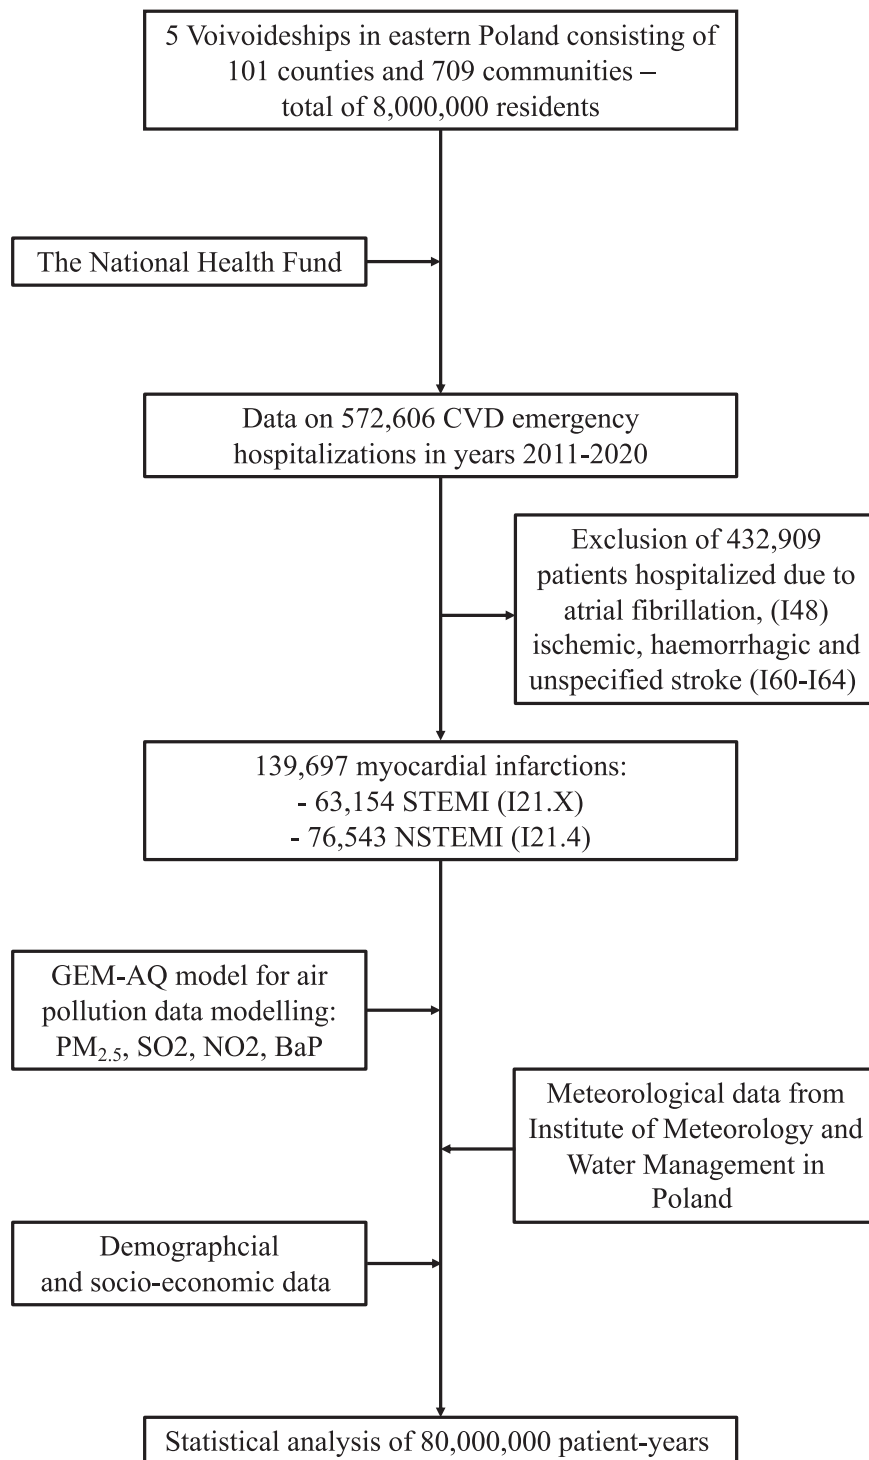 5 Voivoideships in eastern Poland consisting of
101 counties and 709 communities –
total of 8,000,000 residents
The National Health Fund
Data on 572,606 CVD emergency
hospitalizations in years 2011-2020
Exclusion of 432,909
patients hospitalized due to
atrial fibrillation, (I48)
ischemic, haemorrhagic and
unspecified stroke (I60-I64)
139,697 myocardial infarctions:
- 63,154 STEMI (I21.X)
- 76,543 NSTEMI (I21.4)
GEM-AQ model for air
pollution data modelling:
PM2.5, SO2, NO2, BaP
Meteorological data from
Institute of Meteorology and
Water Management in
Poland
Demographcial
and socio-economic data
Statistical analysis of 80,000,000 patient-years